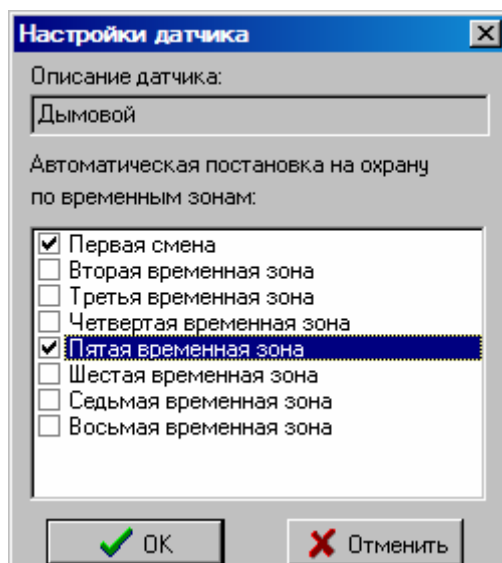 Настройки датчика
Описание датчика:
Дымовой
Автоматическая постановка на охрану
по временным зонам:
Первая смена
Вторая временная зона
Третья временная зона
Четвертая временная зона
Пятая временная зона
Шестая временная зона
Седьмая временная зона
Восьмая временная зона
OK Отменить